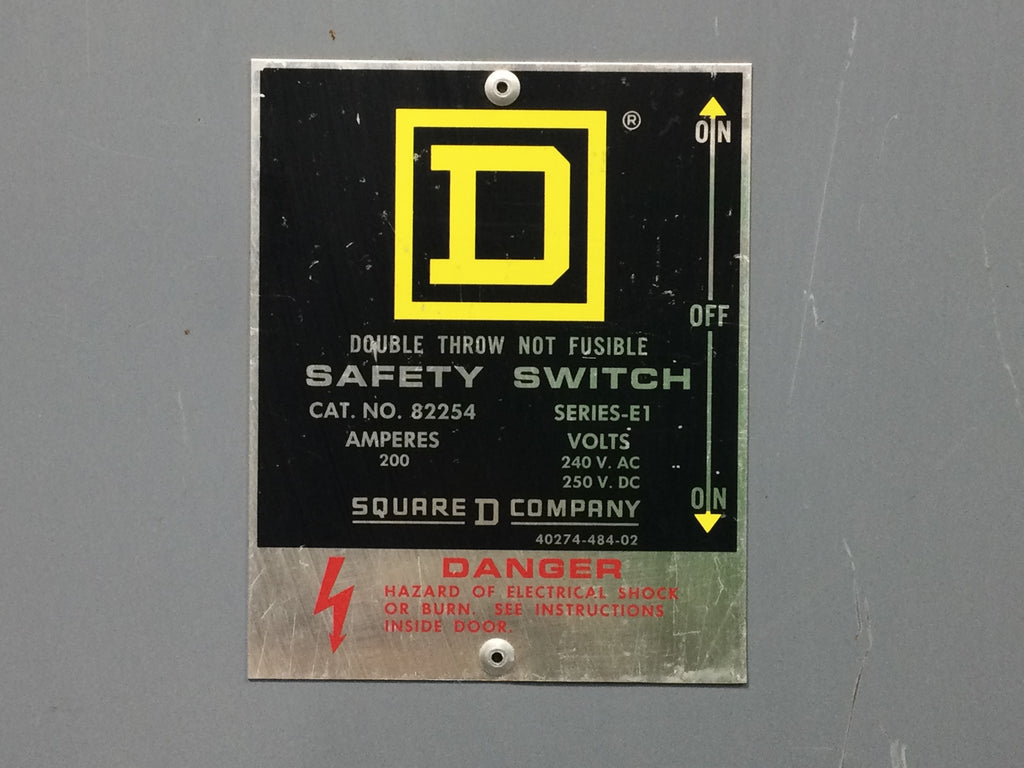 D
®
ON
OFF
ON
DOUBLE THROW NOT FUSIBLE
SAFETY SWITCH
CAT. NO. 82254 SERIES-E1
AMPERES VOLTS
200 240 V. AC
250 V. DC
SQUARE D COMPANY
40274-484-02
DANGER
HAZARD OF ELECTRICAL SHOCK
OR BURN. SEE INSTRUCTIONS
INSIDE DOOR.